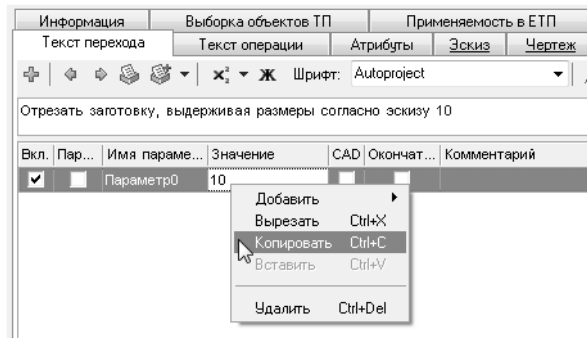 Информация Выборка объектов ТП Применяемость в ЕТП
Текст перехода Текст операции Атрибуты Эскиз Чертеж
x² Ж Шрифт: Autoproject
Отрезать заготовку, выдерживая размеры согласно эскизу 10
Вкл. Пар... Имя параме... Значение CAD Окончат... Комментарий
Параметр0 10
Добавить
Вырезать Ctrl+X
Копировать Ctrl+C
Вставить Ctrl+V
Удалить Ctrl+Del